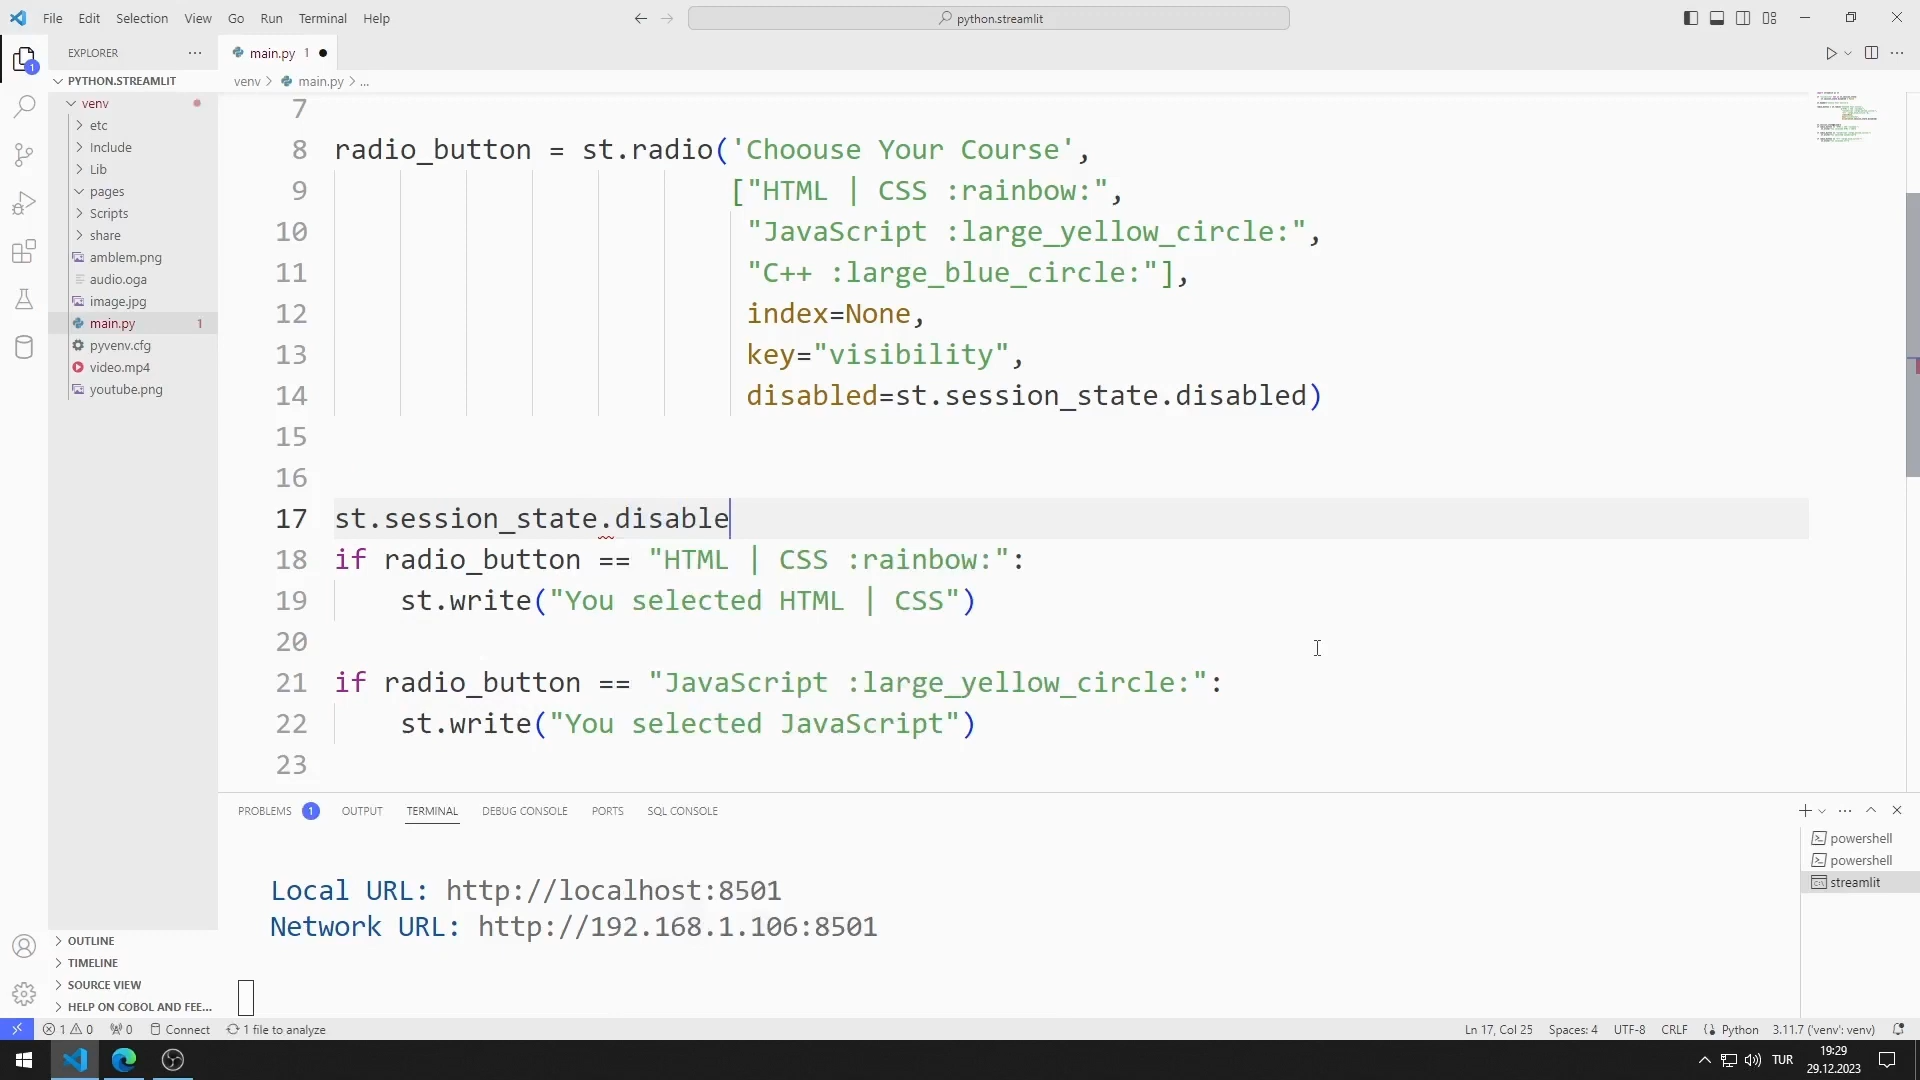 File Edit Selection View Go Run Terminal Help
python.streamlit
EXPLORER
main.py 1
PYTHON.STREAMLIT
venv > main.py > ...
venv
etc
Include
Lib
pages
Scripts
share
amblem.png
audio.oga
image.jpg
main.py 1
pyvenv.cfg
video.mp4
youtube.png
OUTLINE
TIMELINE
SOURCE VIEW
HELP ON COBOL AND FEE...
7
8 radio_button = st.radio('Choouse Your Course',
9 ["HTML | CSS :rainbow:",
10 "JavaScript :large_yellow_circle:",
11 "C++ :large_blue_circle:"],
12 index=None,
13 key="visibility",
14 disabled=st.session_state.disabled)
15
16
17 st.session_state.disable
18 if radio_button == "HTML | CSS :rainbow:":
19 st.write("You selected HTML | CSS")
20
21 if radio_button == "JavaScript :large_yellow_circle:":
22 st.write("You selected JavaScript")
23
PROBLEMS 1 OUTPUT TERMINAL DEBUG CONSOLE PORTS SQL CONSOLE
Local URL: http://localhost:8501
Network URL: http://192.168.1.106:8501
powershell
powershell
streamlit
1 0 0 Connect 1 file to analyze Ln 17, Col 25 Spaces: 4 UTF-8 CRLF Python 3.11.7 ('venv': venv)
TUR 19:29
29.12.2023